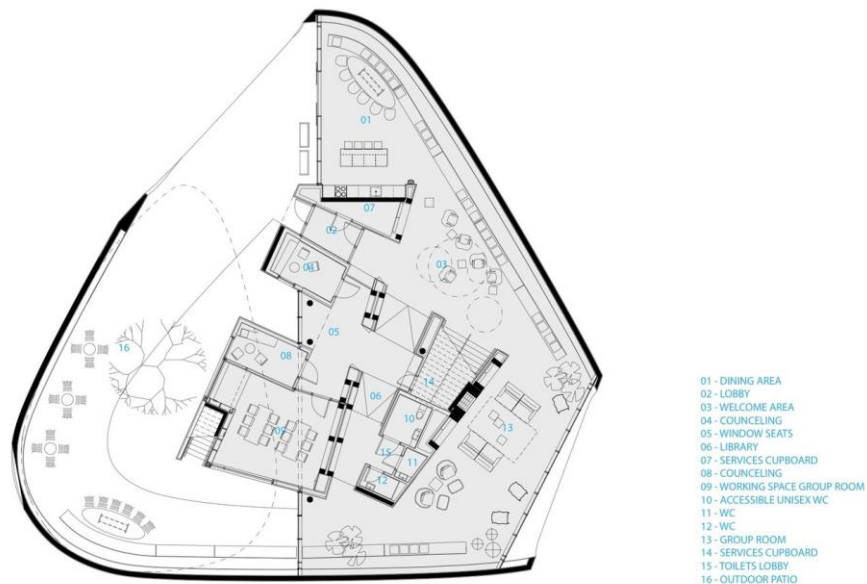 01
07
02
04
03
05
16
08
06
14
10
13
09
15
11
12
01 - DINING AREA
02 - LOBBY
03 - WELCOME AREA
04 - COUNCELING
05 - WINDOW SEATS
06 - LIBRARY
07 - SERVICES CUPBOARD
08 - COUNCELING
09 - WORKING SPACE GROUP ROOM
10 - ACCESSIBLE UNISEX WC
11 - WC
12 - WC
13 - GROUP ROOM
14 - SERVICES CUPBOARD
15 - TOILETS LOBBY
16 - OUTDOOR PATIO